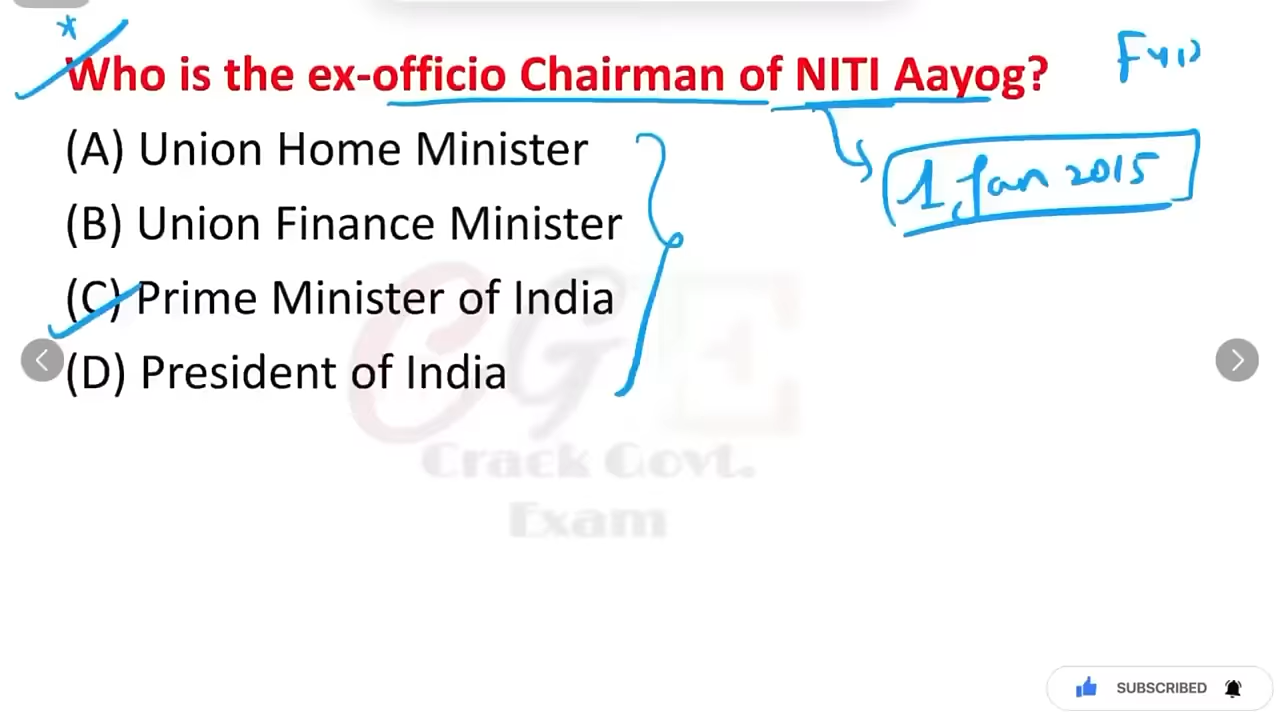 Who is the ex-officio Chairman of NITI Aayog?
1 Jan 2015
(A) Union Home Minister
(B) Union Finance Minister
(C) Prime Minister of India
(D) President of India
CGE
Crack Govt.
Exam
SUBSCRIBED